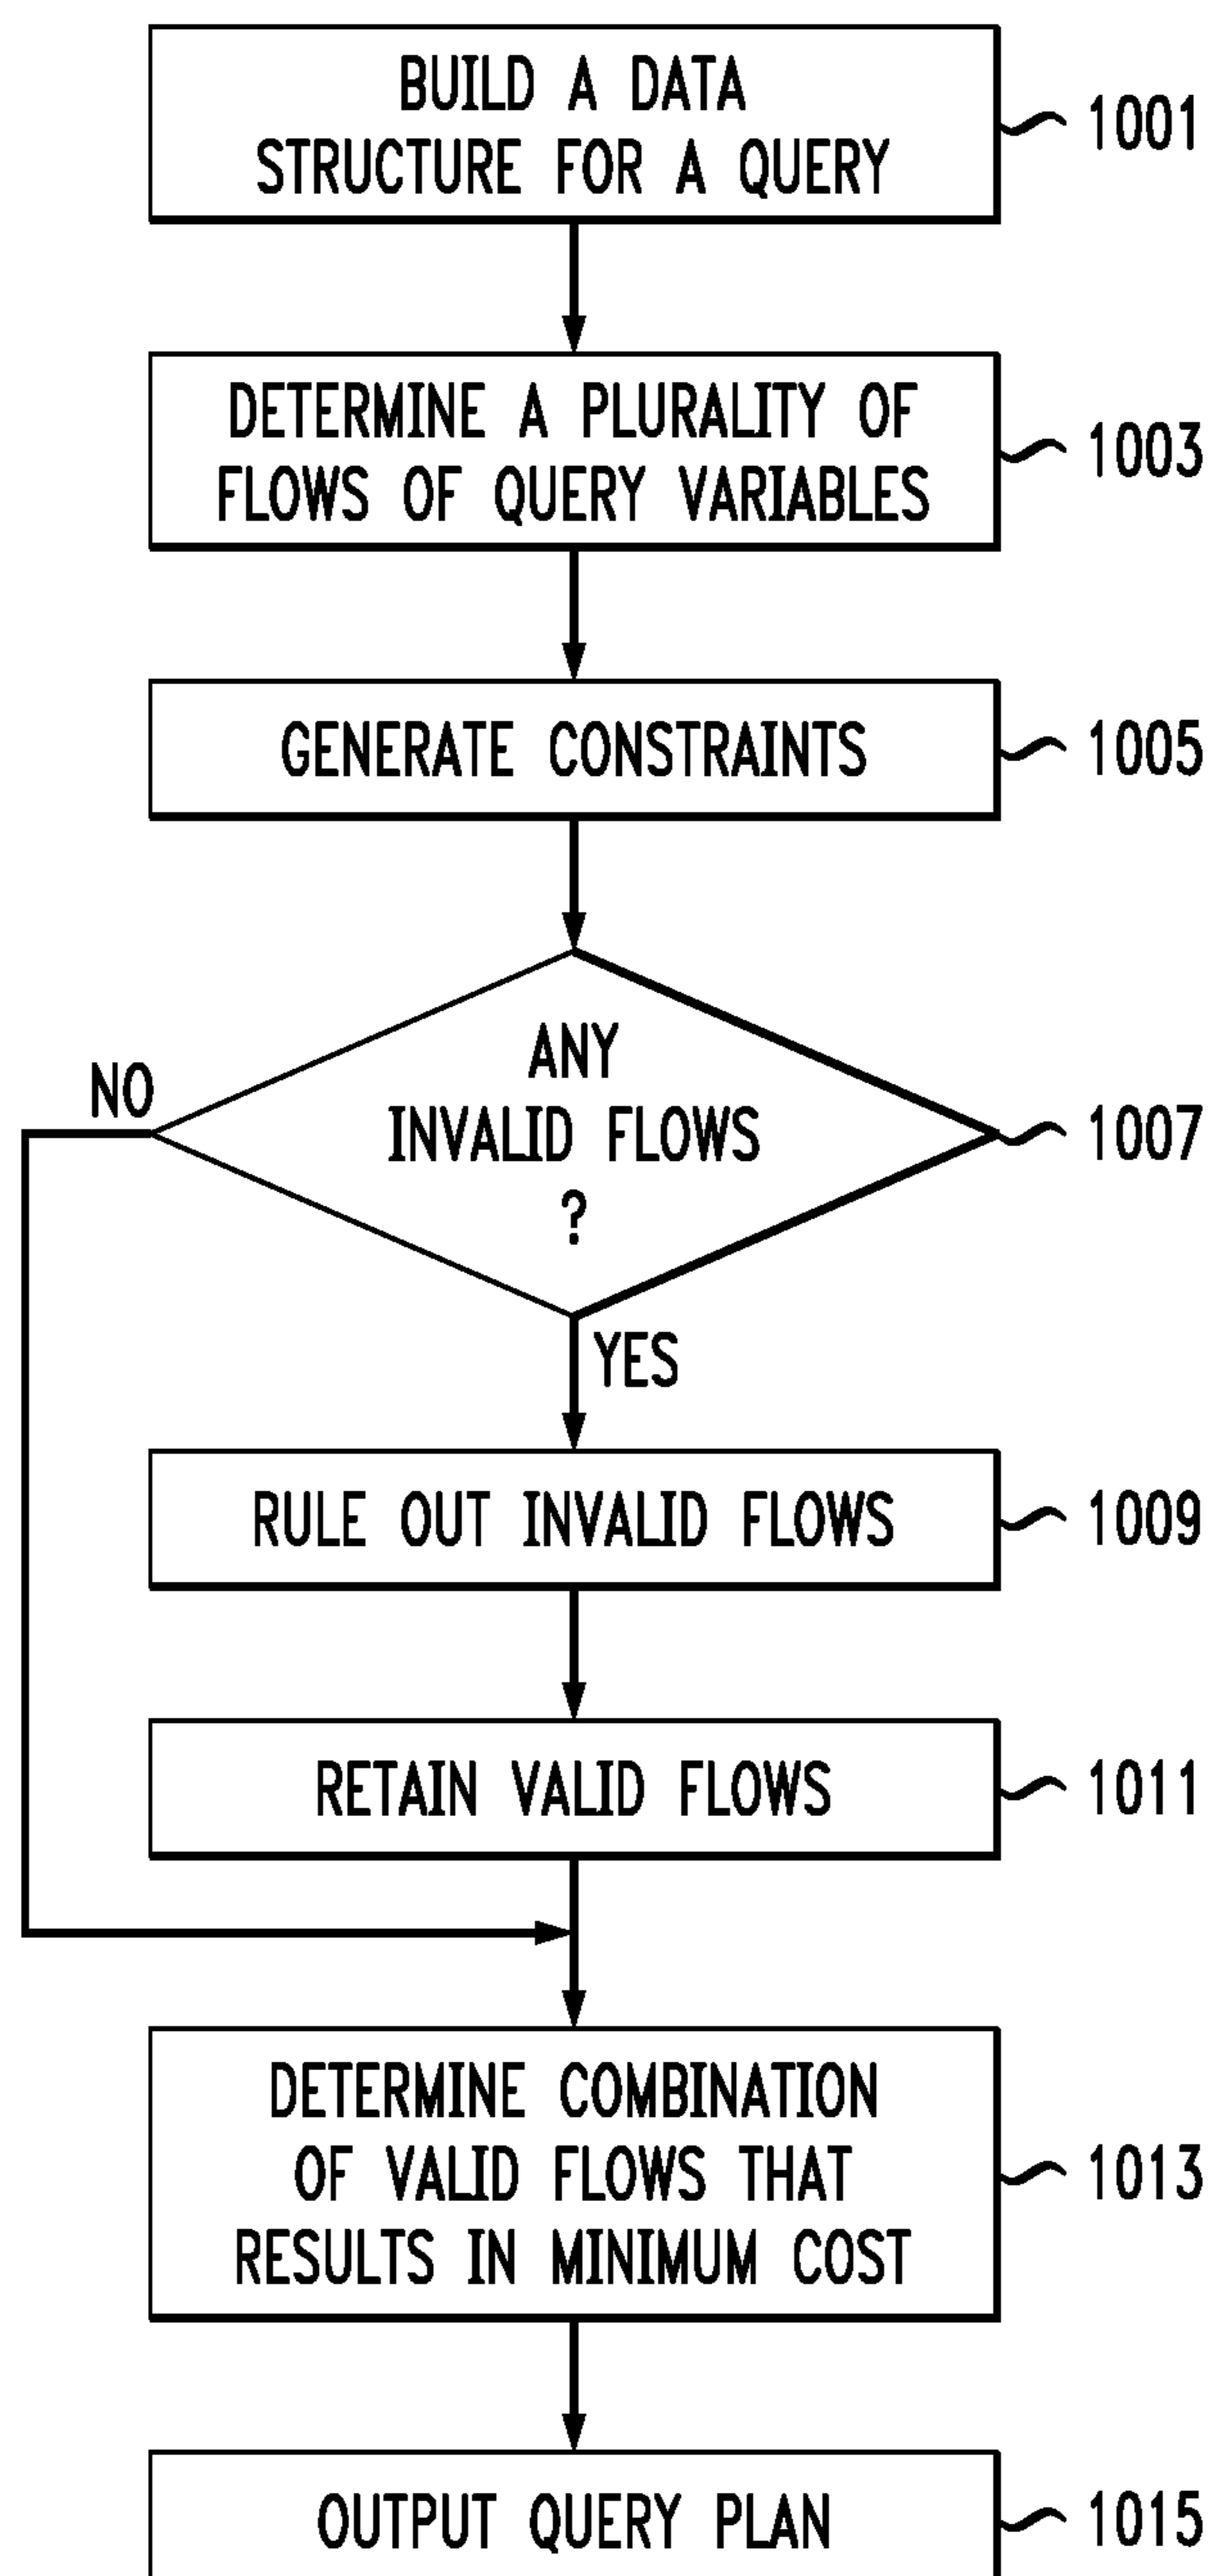 BUILD A DATA
STRUCTURE FOR A QUERY
1001
DETERMINE A PLURALITY OF
FLOWS OF QUERY VARIABLES
1003
GENERATE CONSTRAINTS
1005
ANY
INVALID FLOWS
?
1007
NO
YES
RULE OUT INVALID FLOWS
1009
RETAIN VALID FLOWS
1011
DETERMINE COMBINATION
OF VALID FLOWS THAT
RESULTS IN MINIMUM COST
1013
OUTPUT QUERY PLAN
1015